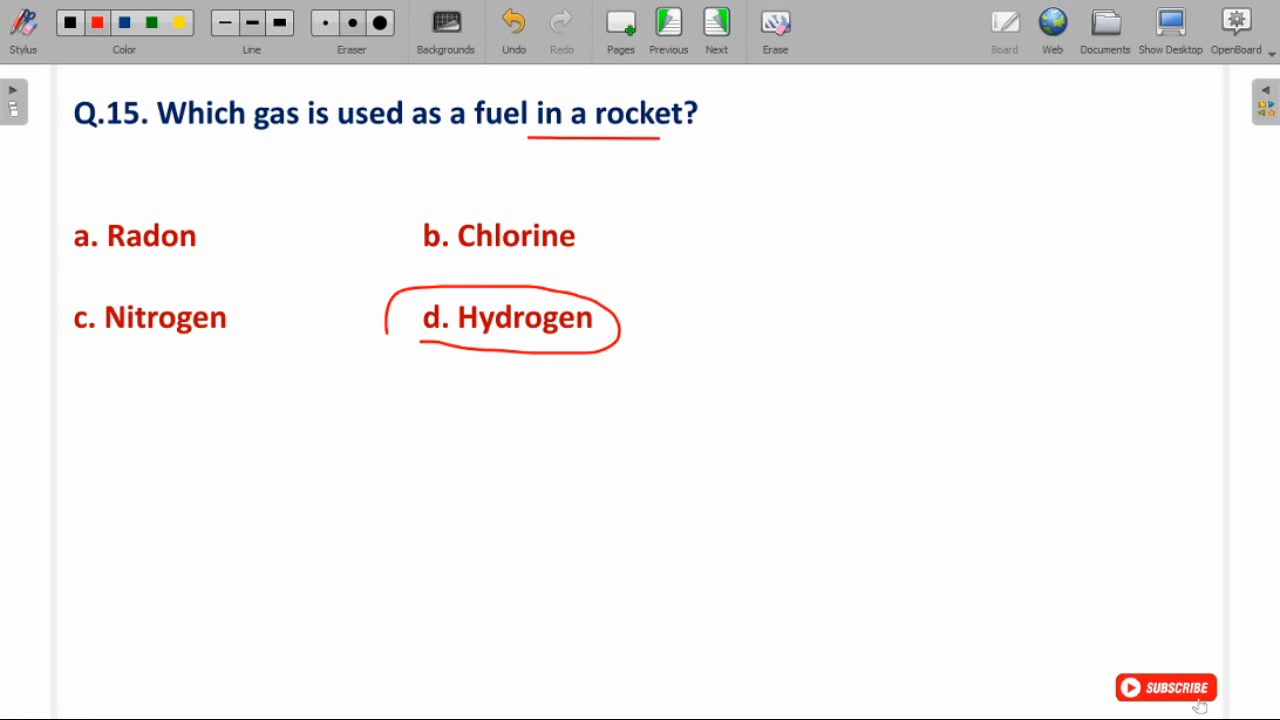 Stylus Color Line Eraser Backgrounds Undo Redo Pages Previous Next Erase Board Web Documents Show Desktop OpenBoard
Q.15. Which gas is used as a fuel in a rocket?
a. Radon b. Chlorine
c. Nitrogen d. Hydrogen
SUBSCRIBE